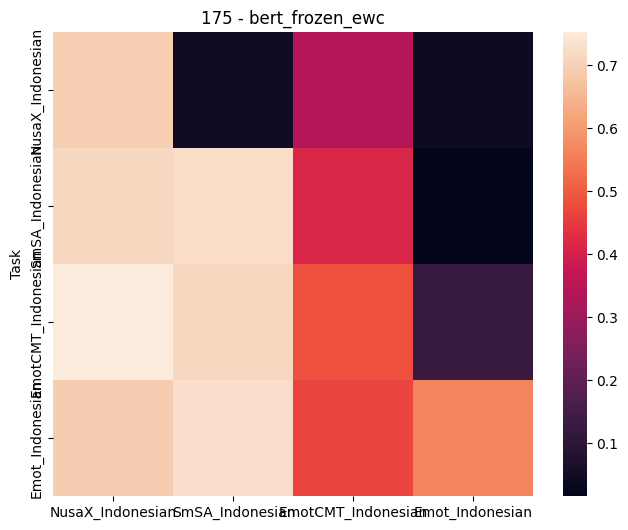 175 - bert_frozen_ewc
Task
NusaX_Indonesian
SmSA_Indonesian
EmotCMT_Indonesian
Emot_Indonesian
NusaX_Indonesian
SmSA_Indonesian
EmotCMT_Indonesian
Emot_Indonesian
0.7
0.6
0.5
0.4
0.3
0.2
0.1